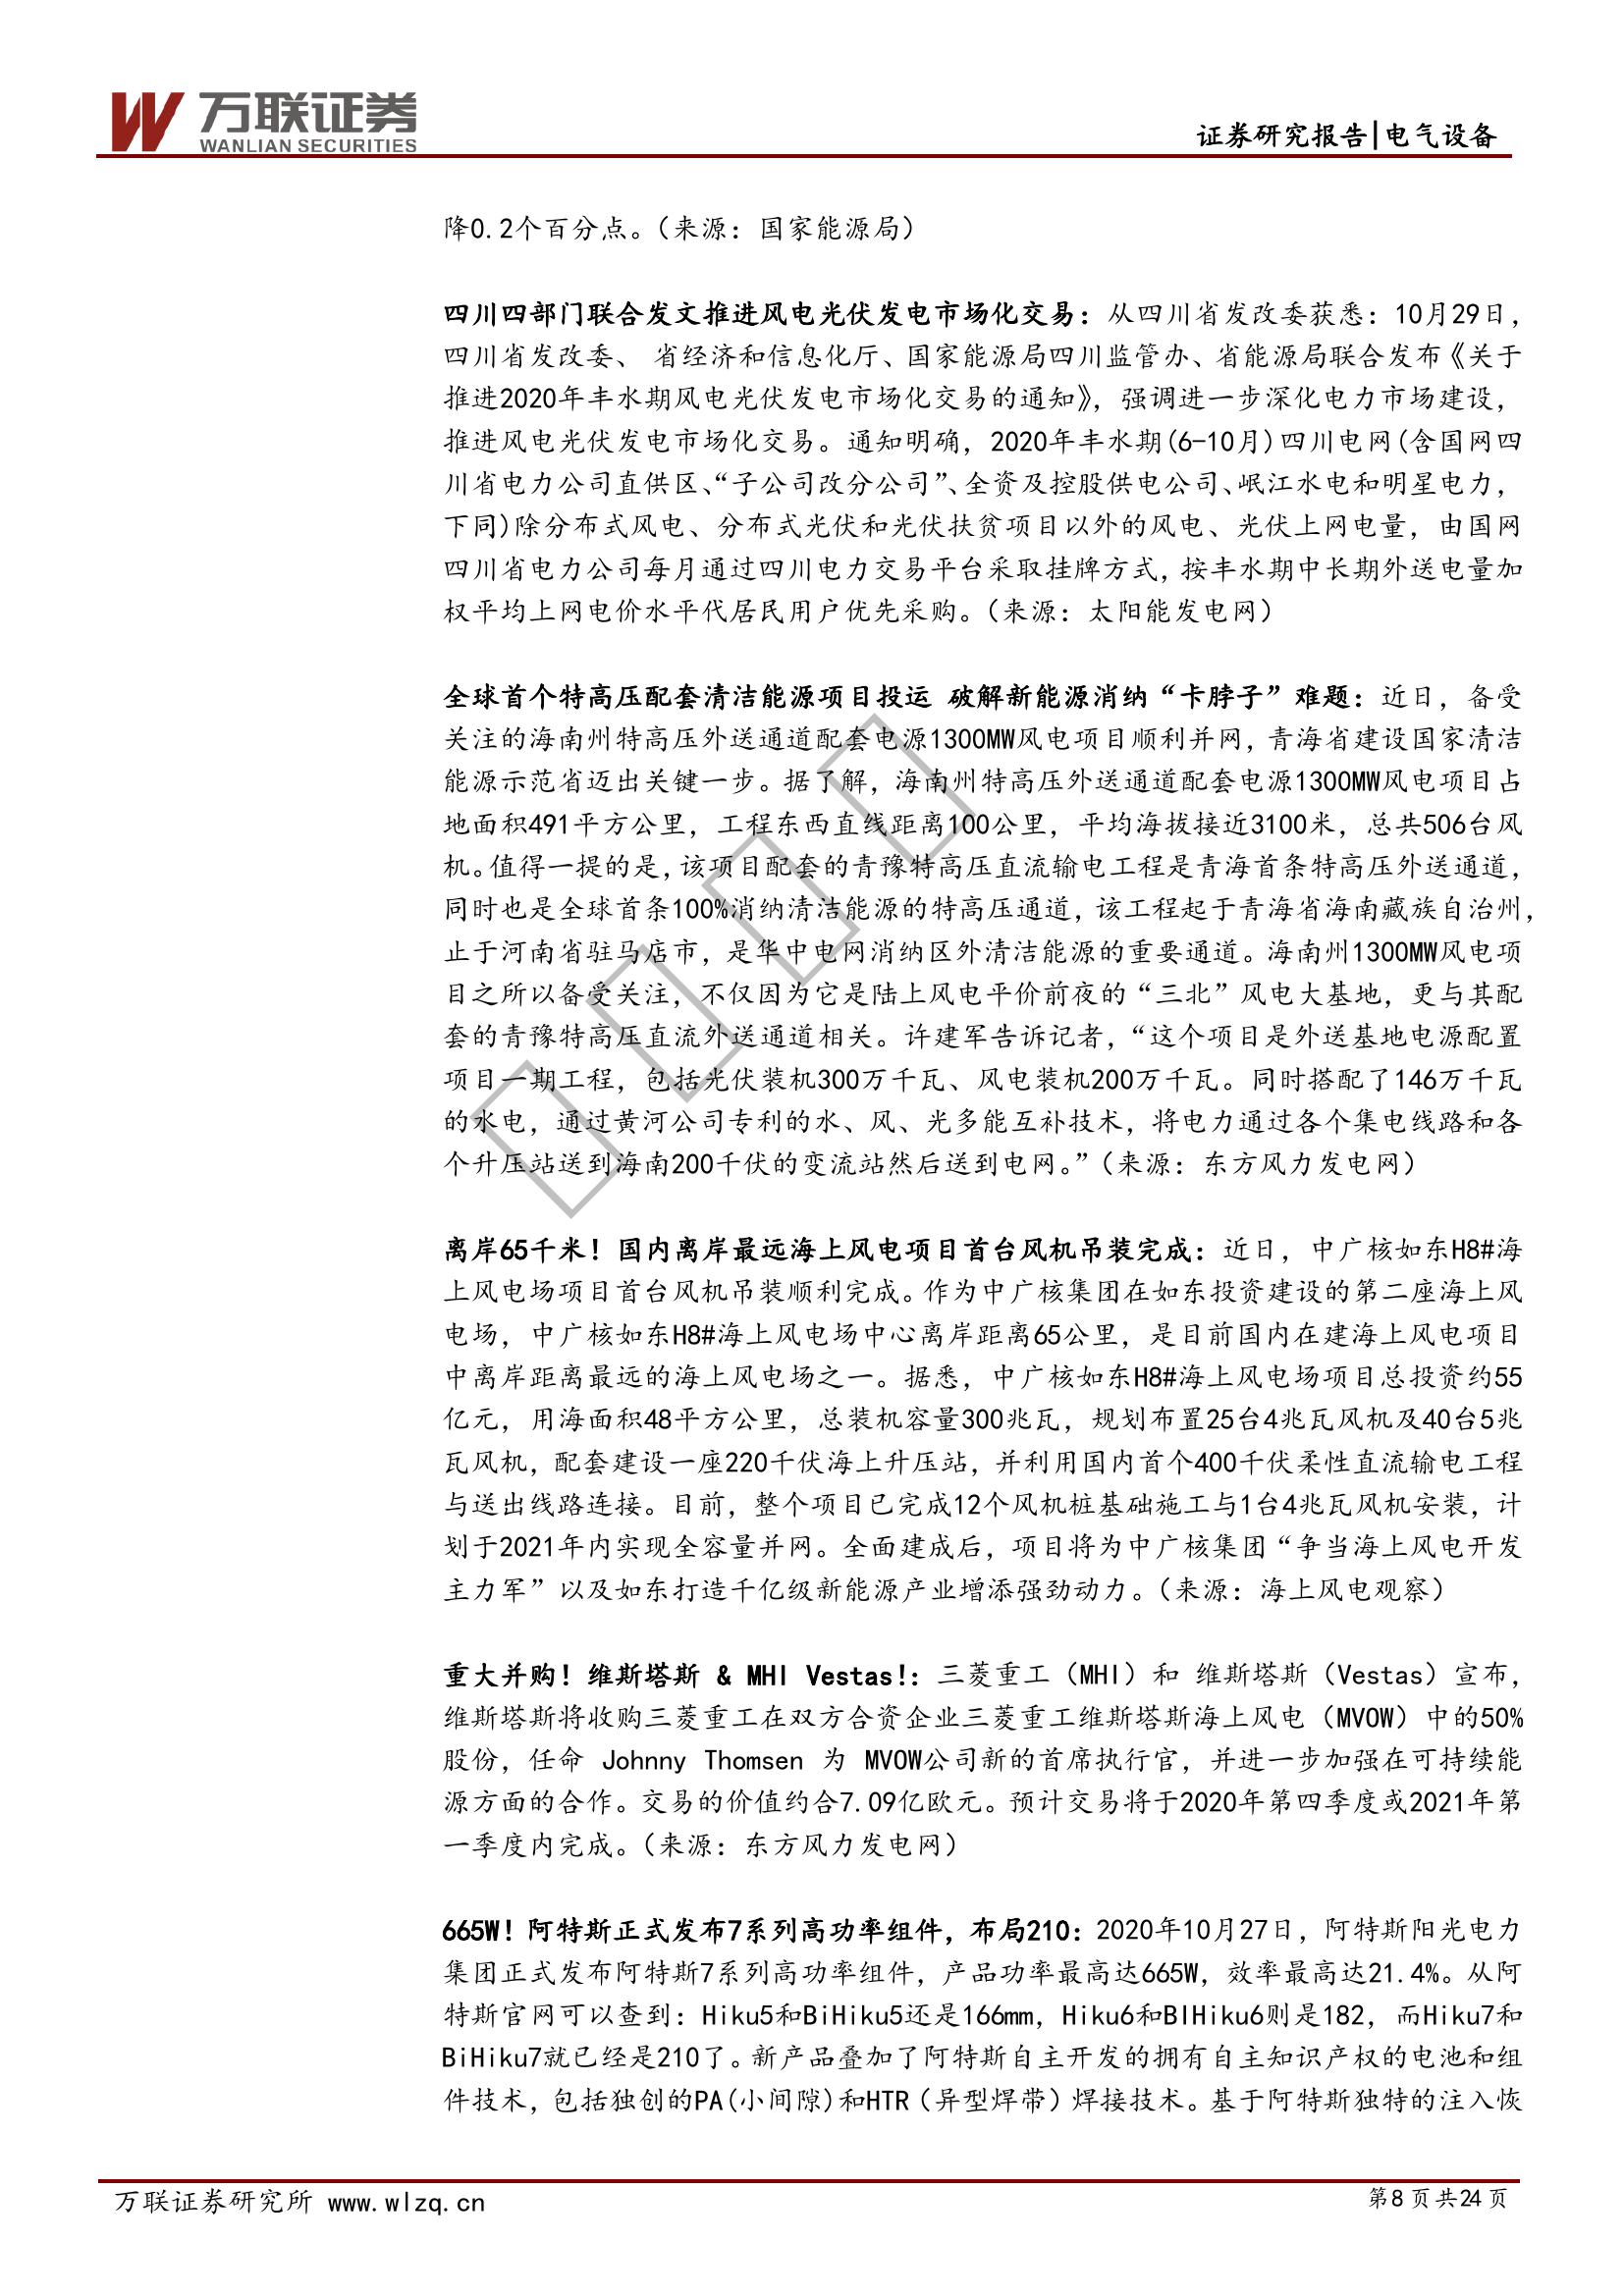 万联证券
WANLIAN SECURITIES
证券研究报告|电气设备
降0.2个百分点。（来源：国家能源局）
四川四部门联合发文推进风电光伏发电市场化交易：从四川省发改委获悉：10月29日，
四川省发改委、 省经济和信息化厅、国家能源局四川监管办、省能源局联合发布《关于
推进2020年丰水期风电光伏发电市场化交易的通知》，强调进一步深化电力市场建设，
推进风电光伏发电市场化交易。通知明确，2020年丰水期(6-10月)四川电网(含国网四
川省电力公司直供区、“子公司改分公司”、全资及控股供电公司、岷江水电和明星电力，
下同)除分布式风电、分布式光伏和光伏扶贫项目以外的风电、光伏上网电量，由国网
四川省电力公司每月通过四川电力交易平台采取挂牌方式，按丰水期中长期外送电量加
权平均上网电价水平代居民用户优先采购。（来源：太阳能发电网）
全球首个特高压配套清洁能源项目投运 破解新能源消纳“卡脖子”难题：近日，备受
关注的海南州特高压外送通道配套电源1300MW风电项目顺利并网，青海省建设国家清洁
能源示范省迈出关键一步。据了解，海南州特高压外送通道配套电源1300MW风电项目占
地面积491平方公里，工程东西直线距离100公里，平均海拔接近3100米，总共506台风
机。值得一提的是，该项目配套的青豫特高压直流输电工程是青海首条特高压外送通道，
同时也是全球首条100%消纳清洁能源的特高压通道，该工程起于青海省海南藏族自治州，
止于河南省驻马店市，是华中电网消纳区外清洁能源的重要通道。海南州1300MW风电项
目之所以备受关注，不仅因为它是陆上风电平价前夜的“三北”风电大基地，更与其配
套的青豫特高压直流外送通道相关。许建军告诉记者，“这个项目是外送基地电源配置
项目一期工程，包括光伏装机300万千瓦、风电装机200万千瓦。同时搭配了146万千瓦
的水电，通过黄河公司专利的水、风、光多能互补技术，将电力通过各个集电线路和各
个升压站送到海南200千伏的变流站然后送到电网。”（来源：东方风力发电网）
离岸65千米！国内离岸最远海上风电项目首台风机吊装完成：近日，中广核如东H8#海
上风电场项目首台风机吊装顺利完成。作为中广核集团在如东投资建设的第二座海上风
电场，中广核如东H8#海上风电场中心离岸距离65公里，是目前国内在建海上风电项目
中离岸距离最远的海上风电场之一。据悉，中广核如东H8#海上风电场项目总投资约55
亿元，用海面积48平方公里，总装机容量300兆瓦，规划布置25台4兆瓦风机及40台5兆
瓦风机，配套建设一座220千伏海上升压站，并利用国内首个400千伏柔性直流输电工程
与送出线路连接。目前，整个项目已完成12个风机桩基础施工与1台4兆瓦风机安装，计
划于2021年内实现全容量并网。全面建成后，项目将为中广核集团“争当海上风电开发
主力军”以及如东打造千亿级新能源产业增添强劲动力。（来源：海上风电观察）
重大并购！维斯塔斯 & MHI Vestas!：三菱重工（MHI）和 维斯塔斯（Vestas）宣布，
维斯塔斯将收购三菱重工在双方合资企业三菱重工维斯塔斯海上风电（MVOW）中的50%
股份，任命 Johnny Thomsen 为 MVOW公司新的首席执行官，并进一步加强在可持续能
源方面的合作。交易的价值约合7.09亿欧元。预计交易将于2020年第四季度或2021年第
一季度内完成。（来源：东方风力发电网）
665W！阿特斯正式发布7系列高功率组件，布局210：2020年10月27日，阿特斯阳光电力
集团正式发布阿特斯7系列高功率组件，产品功率最高达665W，效率最高达21.4%。从阿
特斯官网可以查到：Hiku5和BiHiku5还是166mm，Hiku6和BIHiku6则是182，而Hiku7和
BiHiku7就已经是210了。新产品叠加了阿特斯自主开发的拥有自主知识产权的电池和组
件技术，包括独创的PA(小间隙)和HTR（异型焊带）焊接技术。基于阿特斯独特的注入恢
万联证券研究所 www.wlzq.cn
第8页共24页